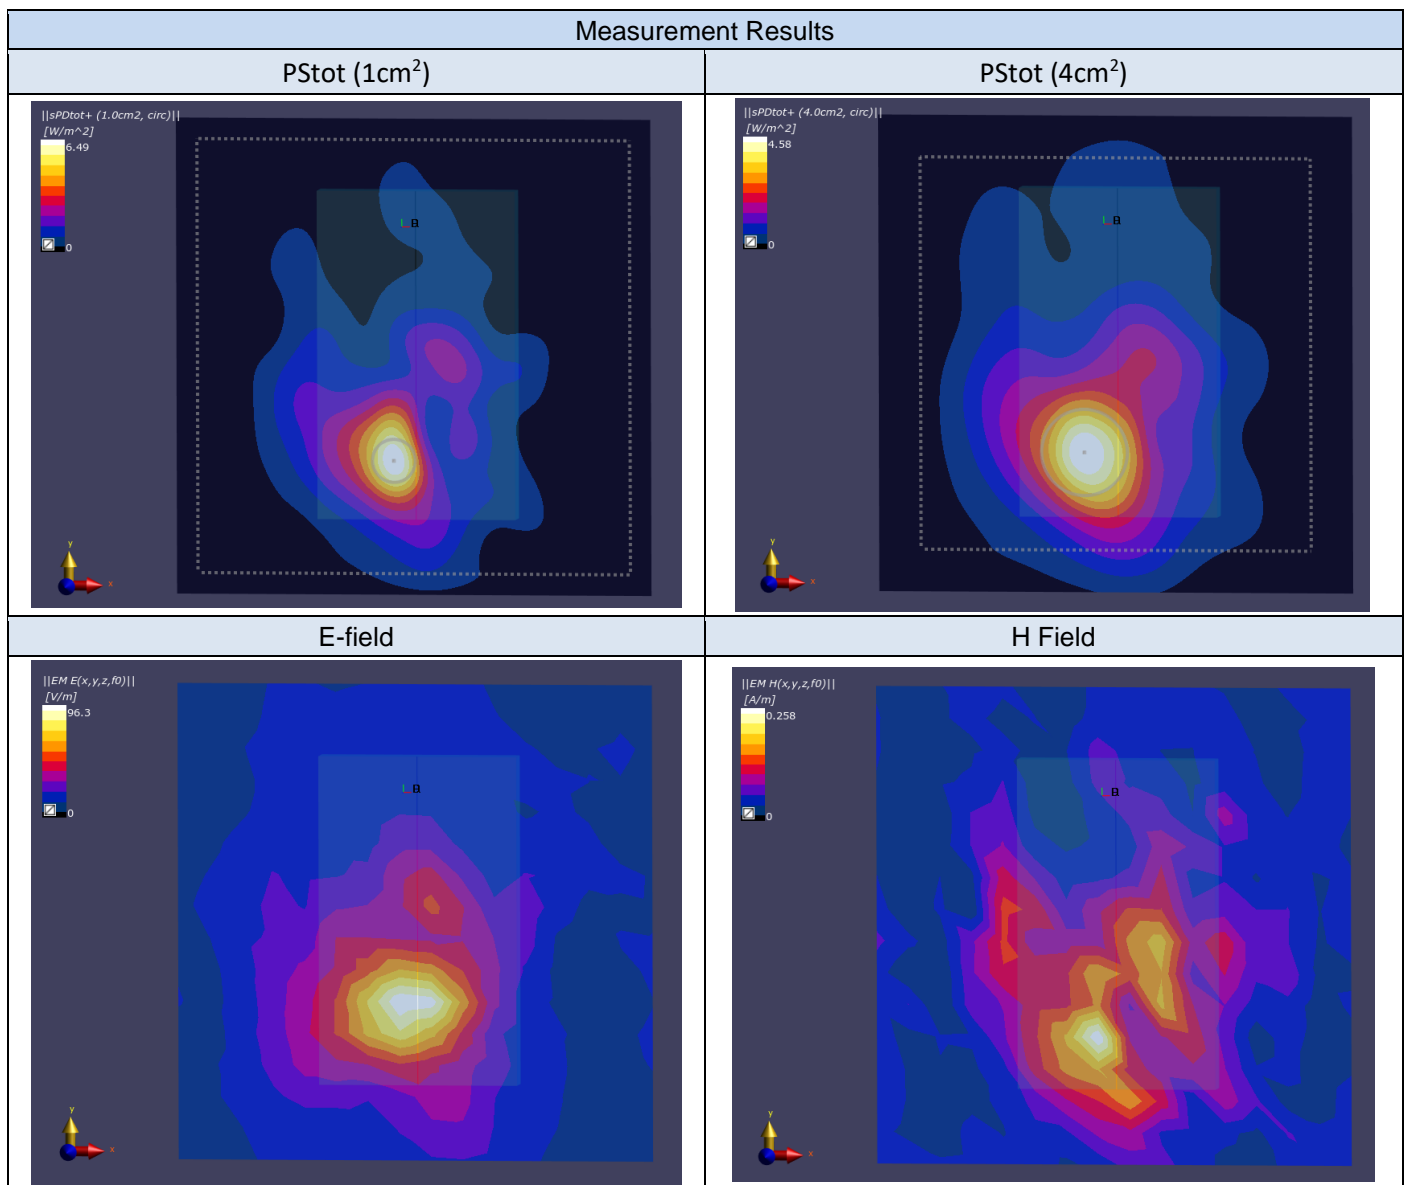 Measurement Results
PStot (1cm²)
PStot (4cm²)
||sPDtot+ (1.0cm2, circ)||
[W/m^2]
6.49
0
y
x
||sPDtot+ (4.0cm2, circ)||
[W/m^2]
4.58
0
y
x
E-field
H Field
||EM E(x,y,z,f0)||
[V/m]
96.3
0
y
x
||EM H(x,y,z,f0)||
[A/m]
0.258
0
y
x